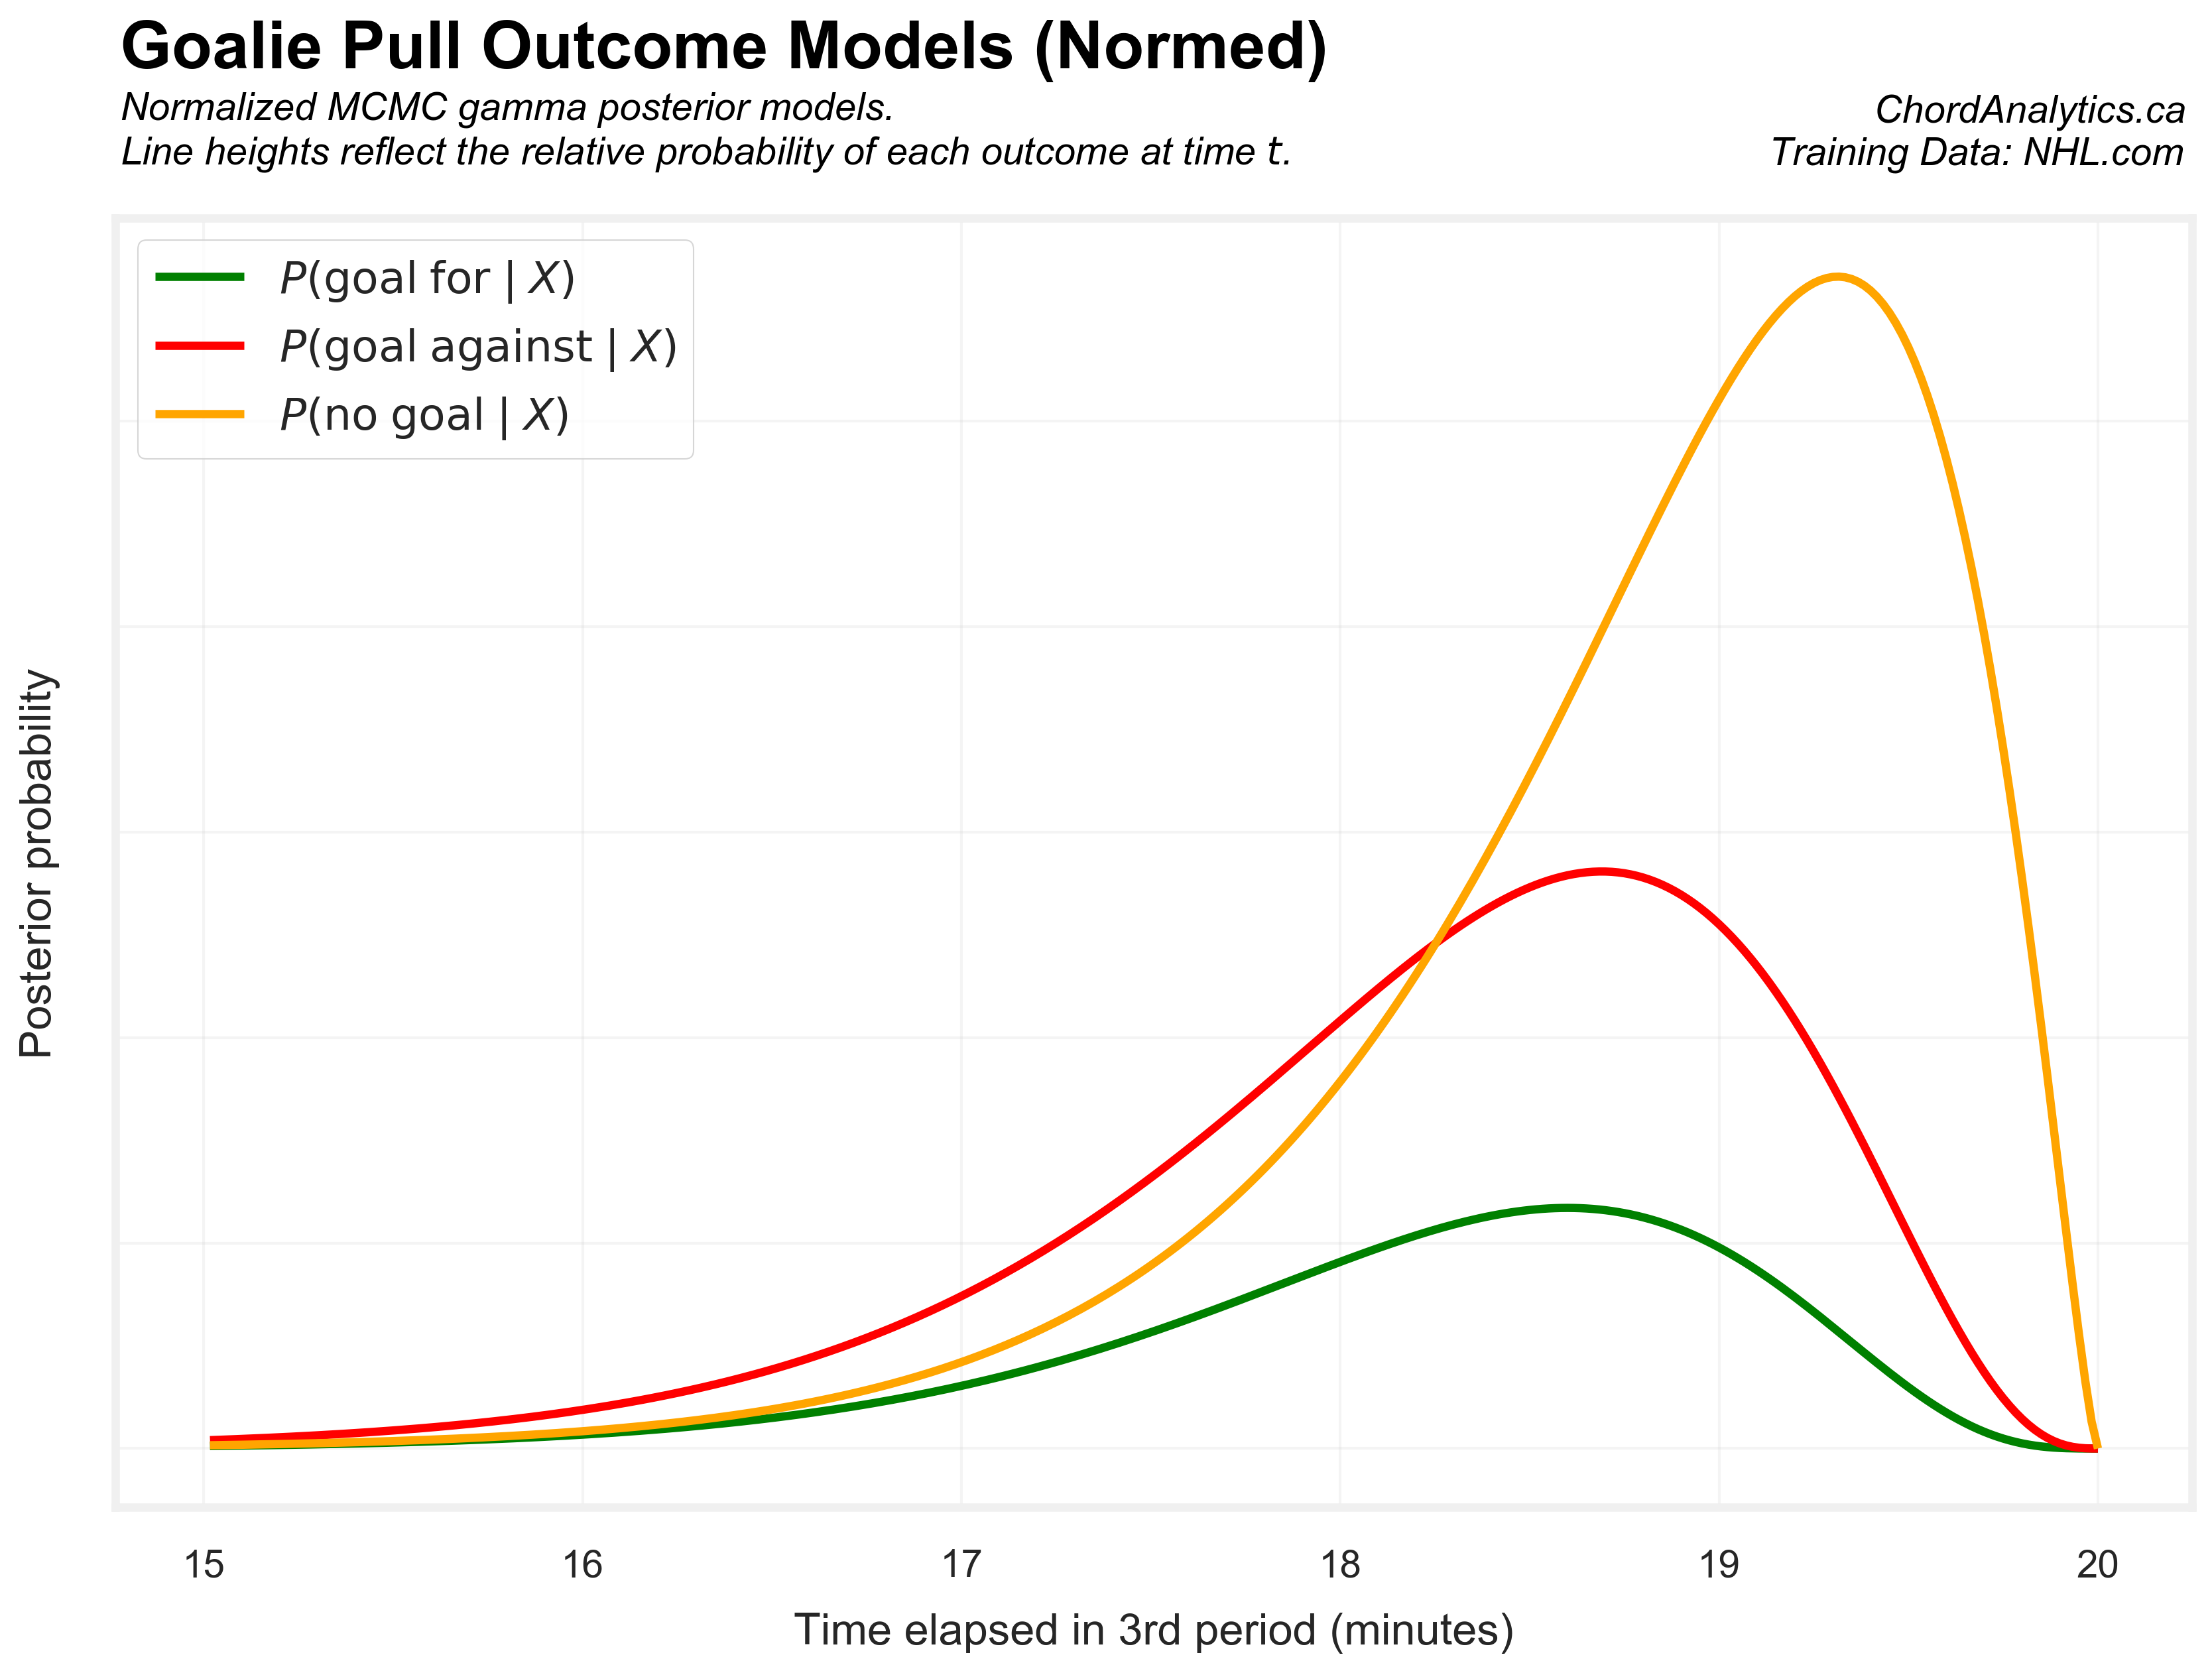 Goalie Pull Outcome Models (Normed)
Normalized MCMC gamma posterior models.
Line heights reflect the relative probability of each outcome at time t.
ChordAnalytics.ca
Training Data: NHL.com
P(goal for | X)
P(goal against | X)
P(no goal | X)
Posterior probability
15 16 17 18 19 20
Time elapsed in 3rd period (minutes)